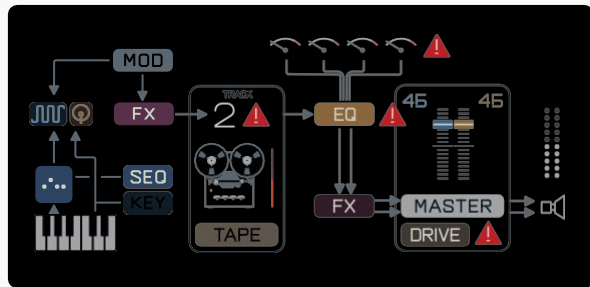 MOD
FX
TRACK
2
EQ
46
46
SEQ
KEY
TAPE
FX
MASTER
DRIVE